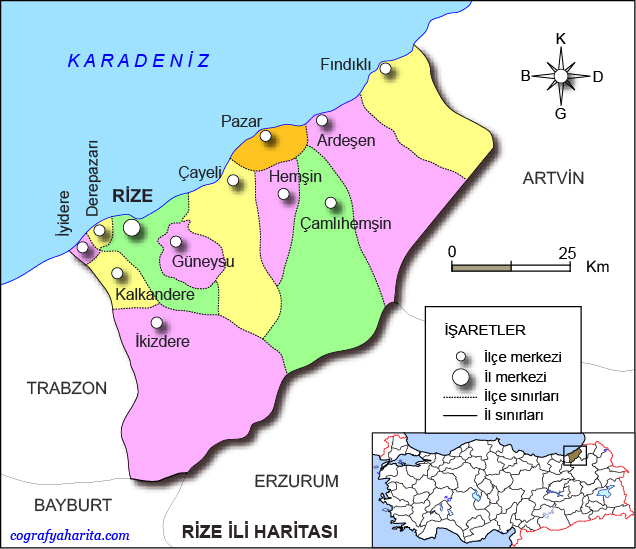 KARADENİZ
K
B
D
G
Fındıklı
Pazar
Ardeşen
Çayeli
Hemşin
ARTVİN
İyidere
Derepazarı
RİZE
Çamlıhemşin
Güneysu
0
25
Km
Kalkandere
İkizdere
İŞARETLER
İlçe merkezi
İl merkezi
İlçe sınırları
İl sınırları
TRABZON
ERZURUM
BAYBURT
RİZE İLİ HARİTASI
cografyaharita.com